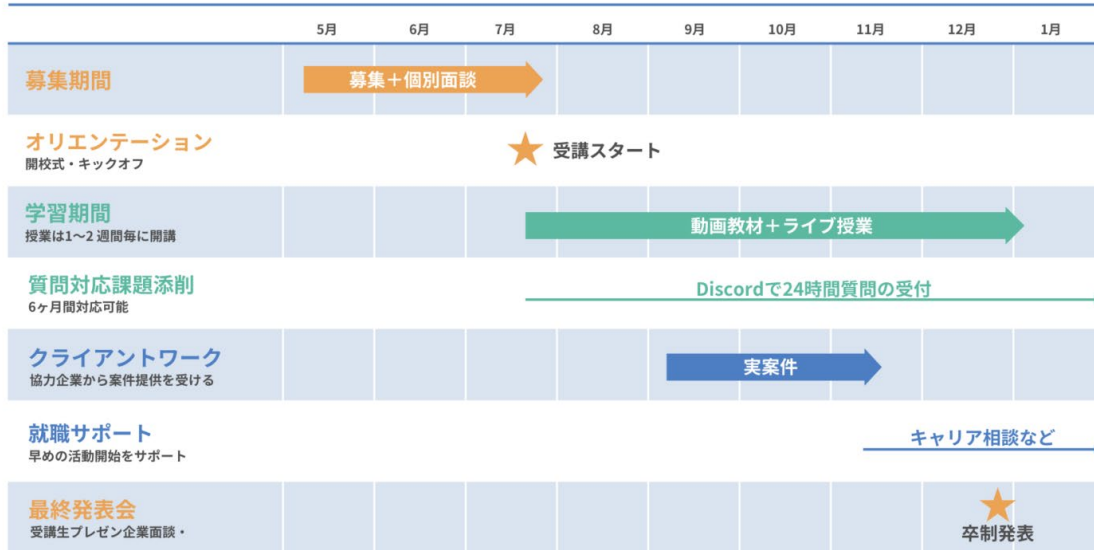 5月 6月 7月 8月 9月 10月 11月 12月 1月
募集期間
募集＋個別面談
オリエンテーション
開校式・キックオフ
受講スタート
学習期間
授業は1〜2 週間毎に開講
動画教材＋ライブ授業
質問対応課題添削
6ヶ月間対応可能
Discordで24時間質問の受付
クライアントワーク
協力企業から案件提供を受ける
実案件
就職サポート
早めの活動開始をサポート
キャリア相談など
最終発表会
受講生プレゼン企業面談・
卒制発表